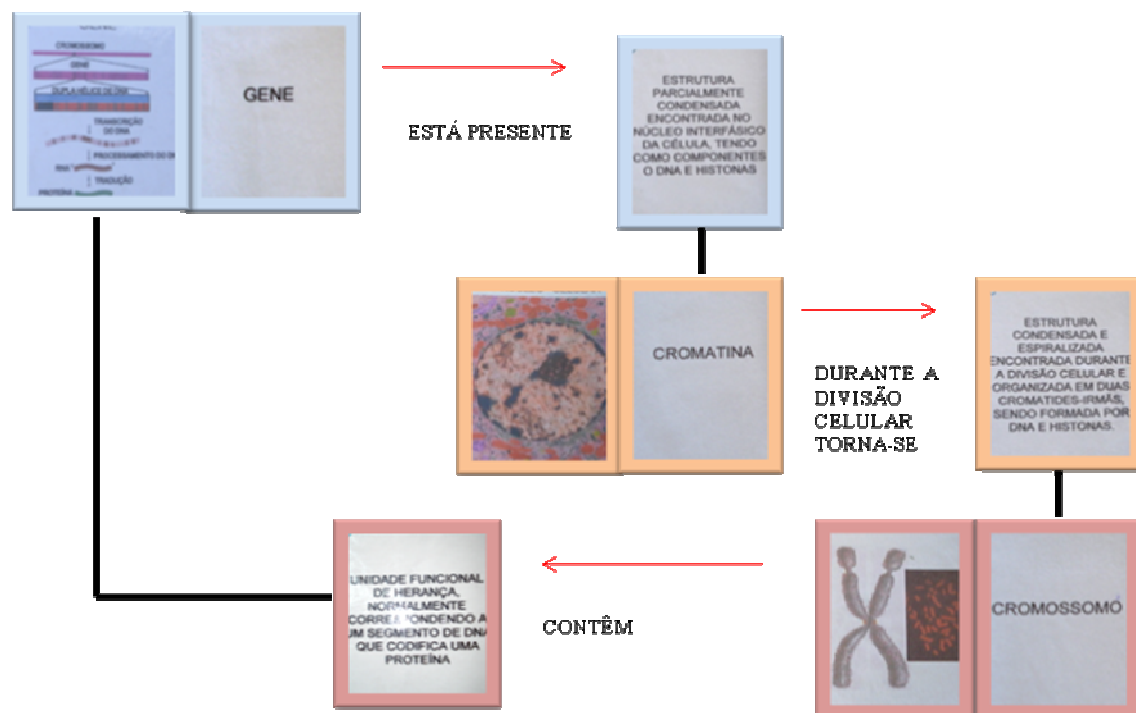 GENE
CROMOSSOMO
GENE
DUPLA HÉLICE DE DNA
TRANSCRIÇÃO
DO DNA
PROCESSAMENTO DO
RNA
TRADUÇÃO
PROTEÍNA
GENE
ESTÁ PRESENTE
ESTRUTURA
PARCIALMENTE
CONDENSADA
ENCONTRADA NO
NÚCLEO INTERFÁSICO
DA CÉLULA, TENDO
COMO COMPONENTES
O DNA E HISTONAS
CROMATINA
DURANTE A
DIVISÃO
CELULAR
TORNA-SE
ESTRUTURA
CONDENSADA E
ESPIRALIZADA
ENCONTRADA DURANTE
A DIVISÃO CELULAR E
ORGANIZADA EM DUAS
CROMATIDES-IRMÃS,
SENDO FORMADA POR
DNA E HISTONAS.
UNIDADE FUNCIONAL
DE HERANÇA,
NORMALMENTE
CORRESPONDENDO A
UM SEGMENTO DE DNA
QUE CODIFICA UMA
PROTEÍNA
CONTÊM
CROMOSSOMO